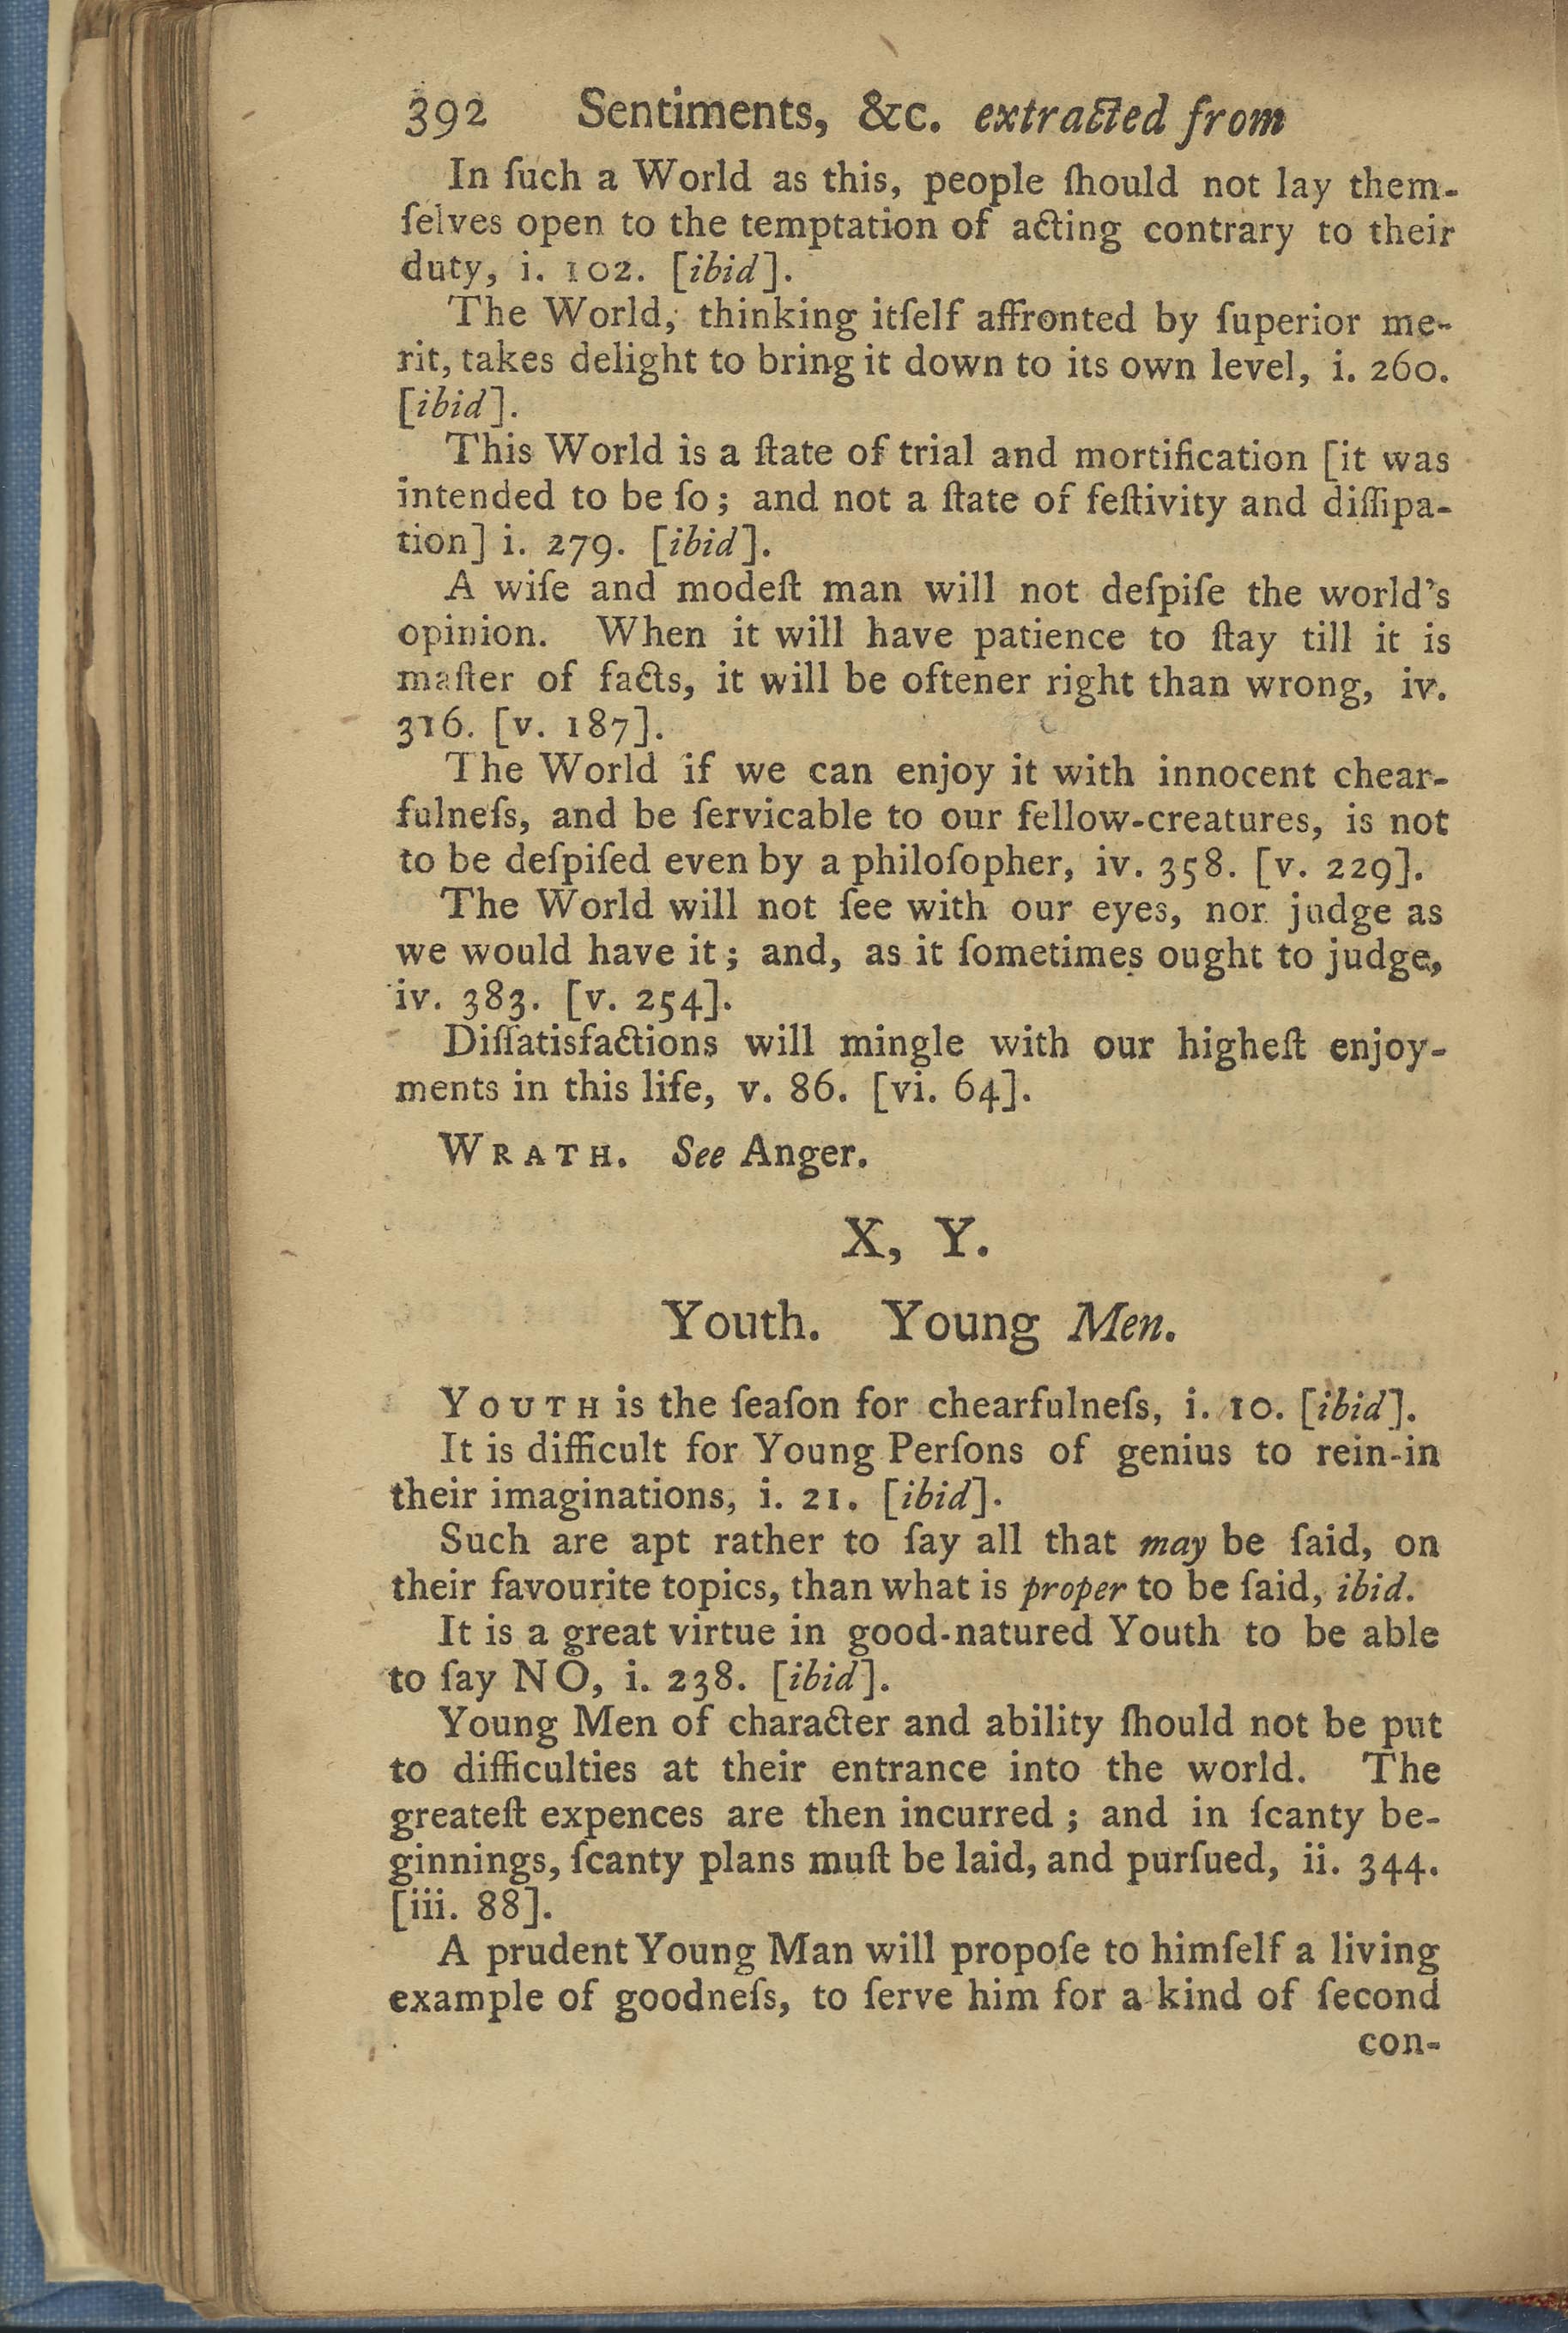 392 Sentiments, &c. extracted from
In ſuch a World as this, people ſhould not lay them-
ſelves open to the temptation of acting contrary to their
duty, i. 102. [ibid].
The World, thinking itſelf affronted by ſuperior me-
rit, takes delight to bring it down to its own level, i. 260.
[ibid].
This World is a ſtate of trial and mortification [it was
intended to be ſo; and not a ſtate of feſtivity and diſſipa-
tion] i. 279. [ibid].
A wiſe and modeſt man will not deſpiſe the world's
opinion. When it will have patience to ſtay till it is
maſter of facts, it will be oftener right than wrong, iv.
316. [v. 187].
The World if we can enjoy it with innocent chear-
fulneſs, and be ſervicable to our fellow-creatures, is not
to be deſpiſed even by a philoſopher, iv. 358. [v. 229].
The World will not ſee with our eyes, nor judge as
we would have it; and, as it ſometimes ought to judge,
iv. 383. [v. 254].
Diſſatisfactions will mingle with our higheſt enjoy-
ments in this life, v. 86. [vi. 64].
WRATH. See Anger.
X, Y.
Youth. Young Men.
YOUTH is the ſeaſon for chearfulneſs, i. 10. [ibid].
It is difficult for Young Perſons of genius to rein-in
their imaginations, i. 21. [ibid].
Such are apt rather to ſay all that may be ſaid, on
their favourite topics, than what is proper to be ſaid, ibid.
It is a great virtue in good-natured Youth to be able
to ſay NO, i. 238. [ibid].
Young Men of character and ability ſhould not be put
to difficulties at their entrance into the world. The
greateſt expences are then incurred; and in ſcanty be-
ginnings, ſcanty plans muſt be laid, and purſued, ii. 344.
[iii. 88].
A prudent Young Man will propoſe to himſelf a living
example of goodneſs, to ſerve him for a kind of ſecond
con-